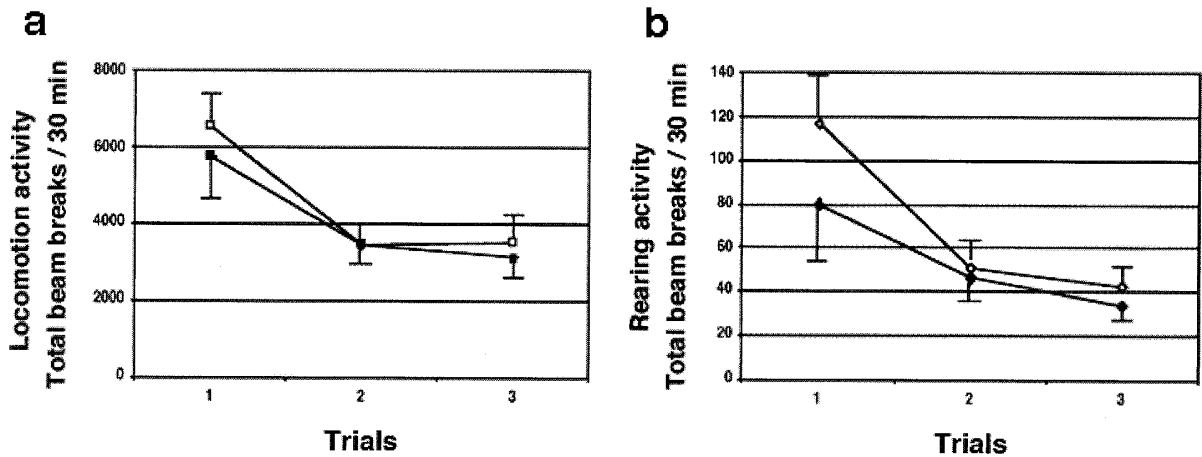 a
Locomotion activity
Total beam breaks / 30 min
8000
6000
4000
2000
0
1 2 3
Trials
b
Rearing activity
Total beam breaks / 30 min
140
120
100
80
60
40
20
0
1 2 3
Trials